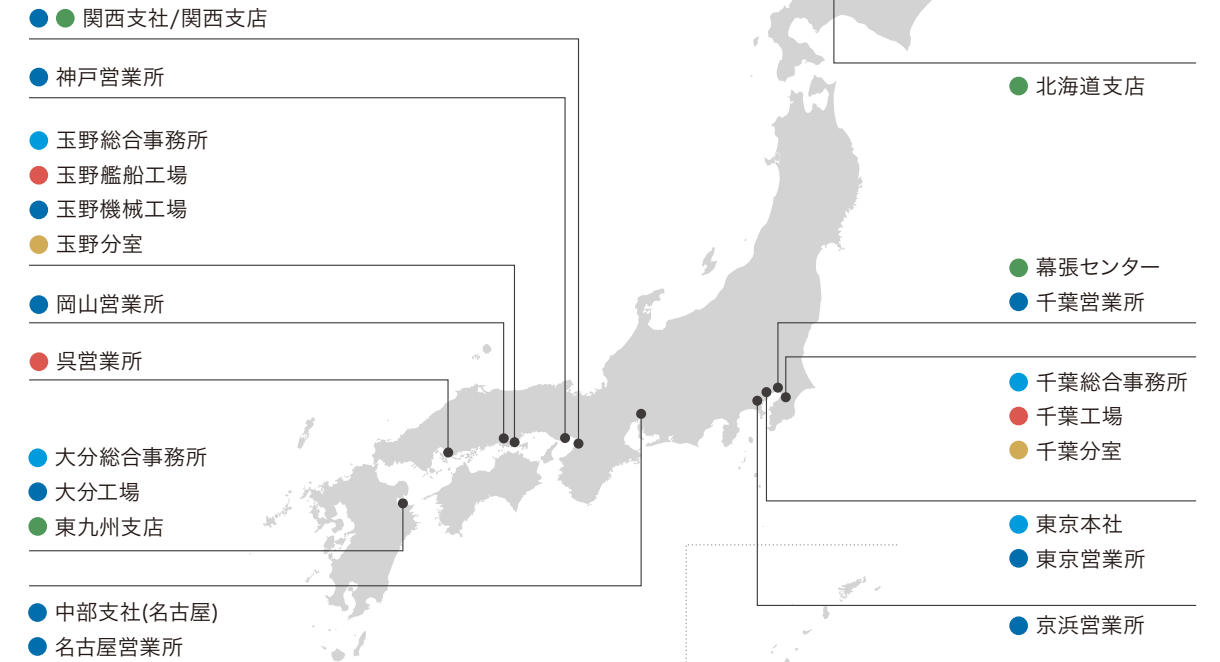 関西支社/関西支店
神戸営業所
玉野総合事務所
玉野艦船工場
玉野機械工場
玉野分室
岡山営業所
呉営業所
大分総合事務所
大分工場
東九州支店
中部支社(名古屋)
名古屋営業所
北海道支店
幕張センター
千葉営業所
千葉総合事務所
千葉工場
千葉分室
東京本社
東京営業所
京浜営業所